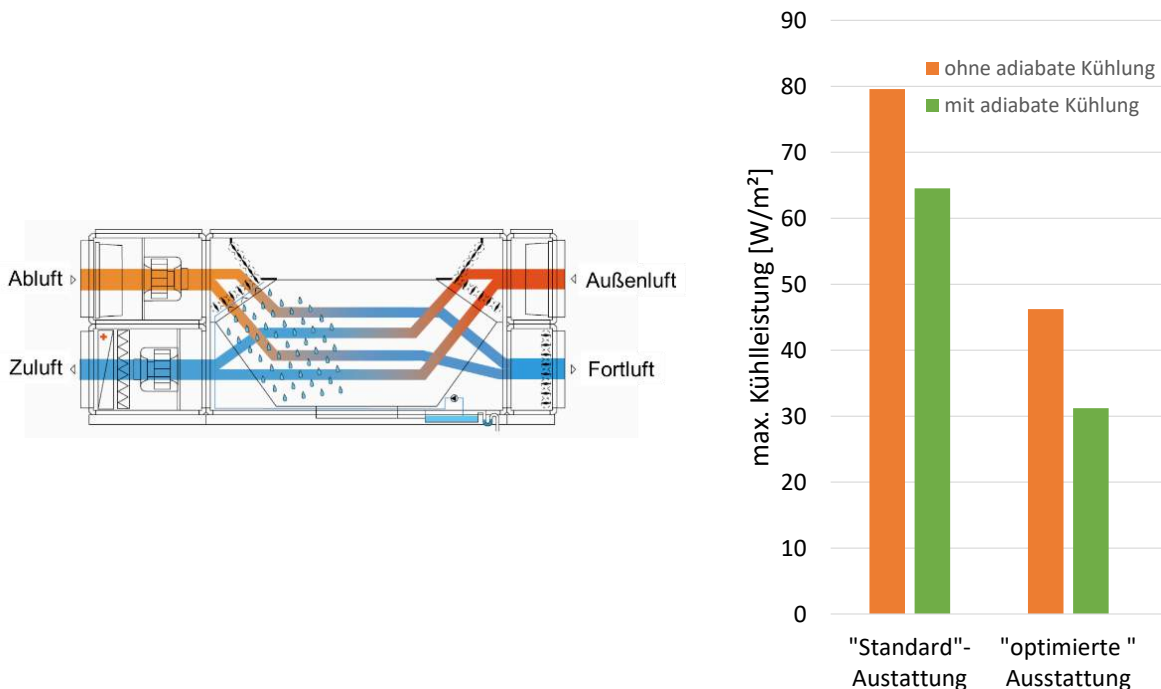 Abluft
Außenluft
Zuluft
Fortluft
max. Kühlleistung [W/m²]
90
80
70
60
50
40
30
20
10
0
ohne adiabate Kühlung
mit adiabate Kühlung
"Standard"-
Austattung
"optimierte "
Ausstattung